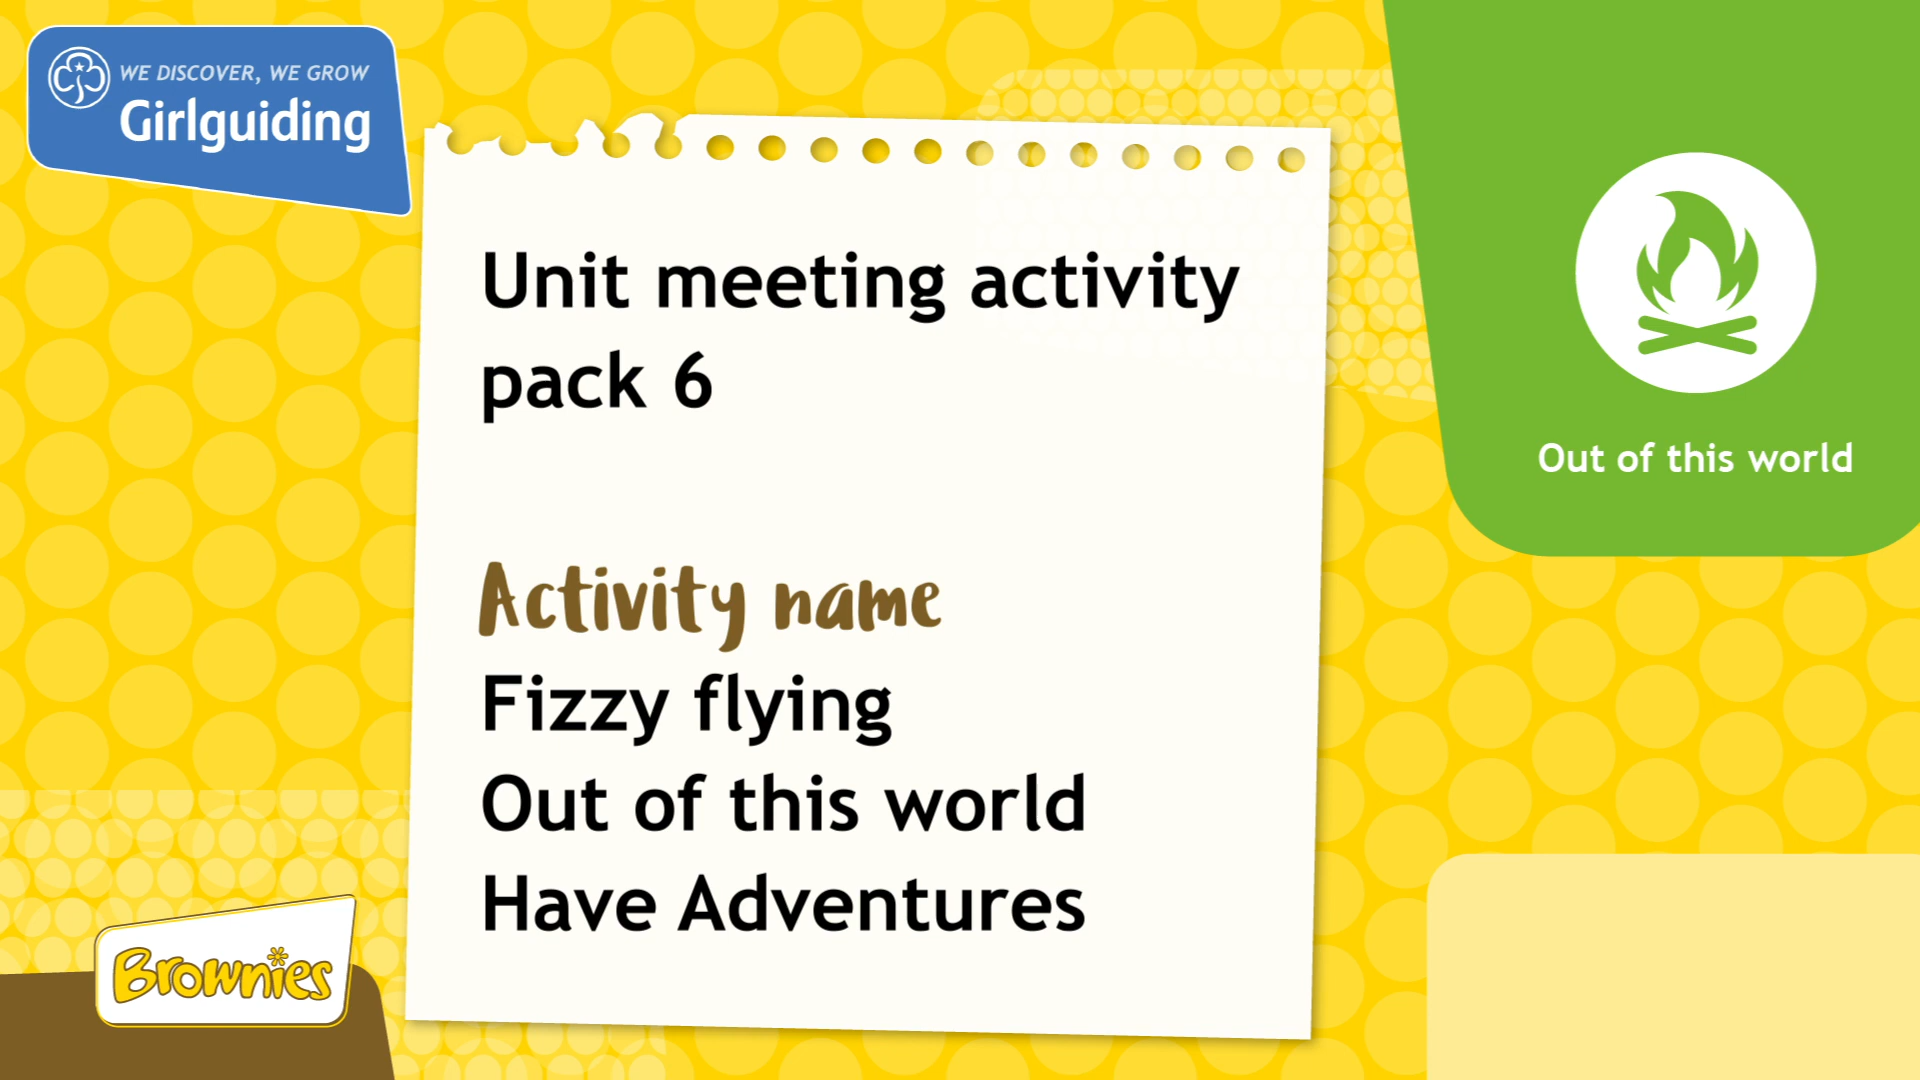 WE DISCOVER, WE GROW
Girlguiding
Unit meeting activity
pack 6
Activity name
Fizzy flying
Out of this world
Have Adventures
Out of this world
Brownies